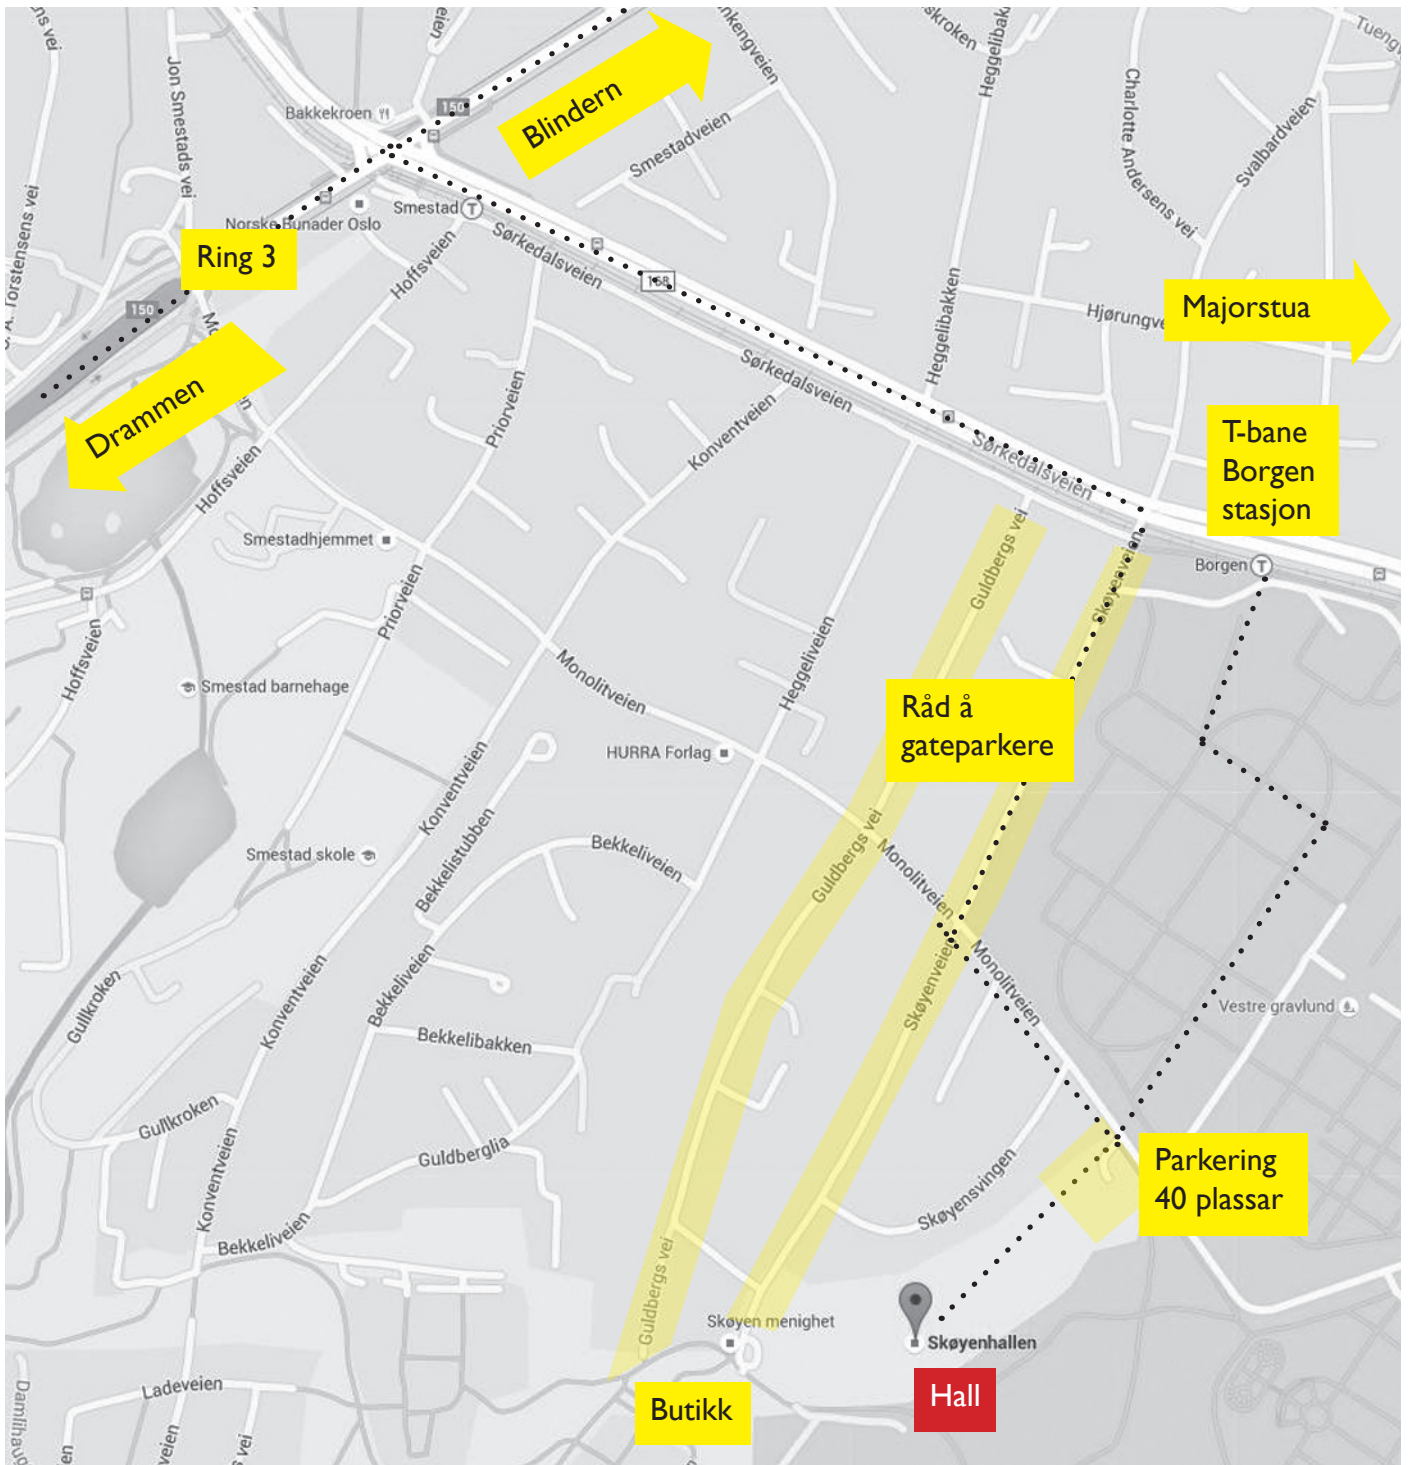 Jon Smestads vei
Bakkekroen
150
Blindern
Smestadveien
Heggelibakken
Charlotte Andersens vei
Svalbardveien
Norske Bunader Oslo
Smestad T
Sørkedalsveien
168
Ring 3
150
Hoffsveien
Drammen
Hjørungve
Majorstua
Heggelibakken
Sørkedalsveien
Sørkedalsveien
T-bane
Borgen
stasjon
Priorveien
Konventveien
Hoffsveien
Smestadhjemmet
Guldbergs vei
Skøyenveien
Borgen T
Priorveien
Hoffsveien
Smestad barnehage
Monolitveien
Heggeliveien
Råd å
gateparkere
HURRA Forlag
Konventveien
Bekkelistubben
Smestad skole
Bekkeliveien
Guldbergs vei
Monolitveien
Bekkeliveien
Konventveien
Gullkroken
Skøyenveien
Monolitveien
Vestre gravlund
Bekkelibakken
Gullkroken
Guldberglia
Konventveien
Bekkeliveien
Skøyensvingen
Parkering
40 plassar
Guldbergs vei
Skøyen menighet
Skøyenhallen
Ladeveien
Butikk
Hall